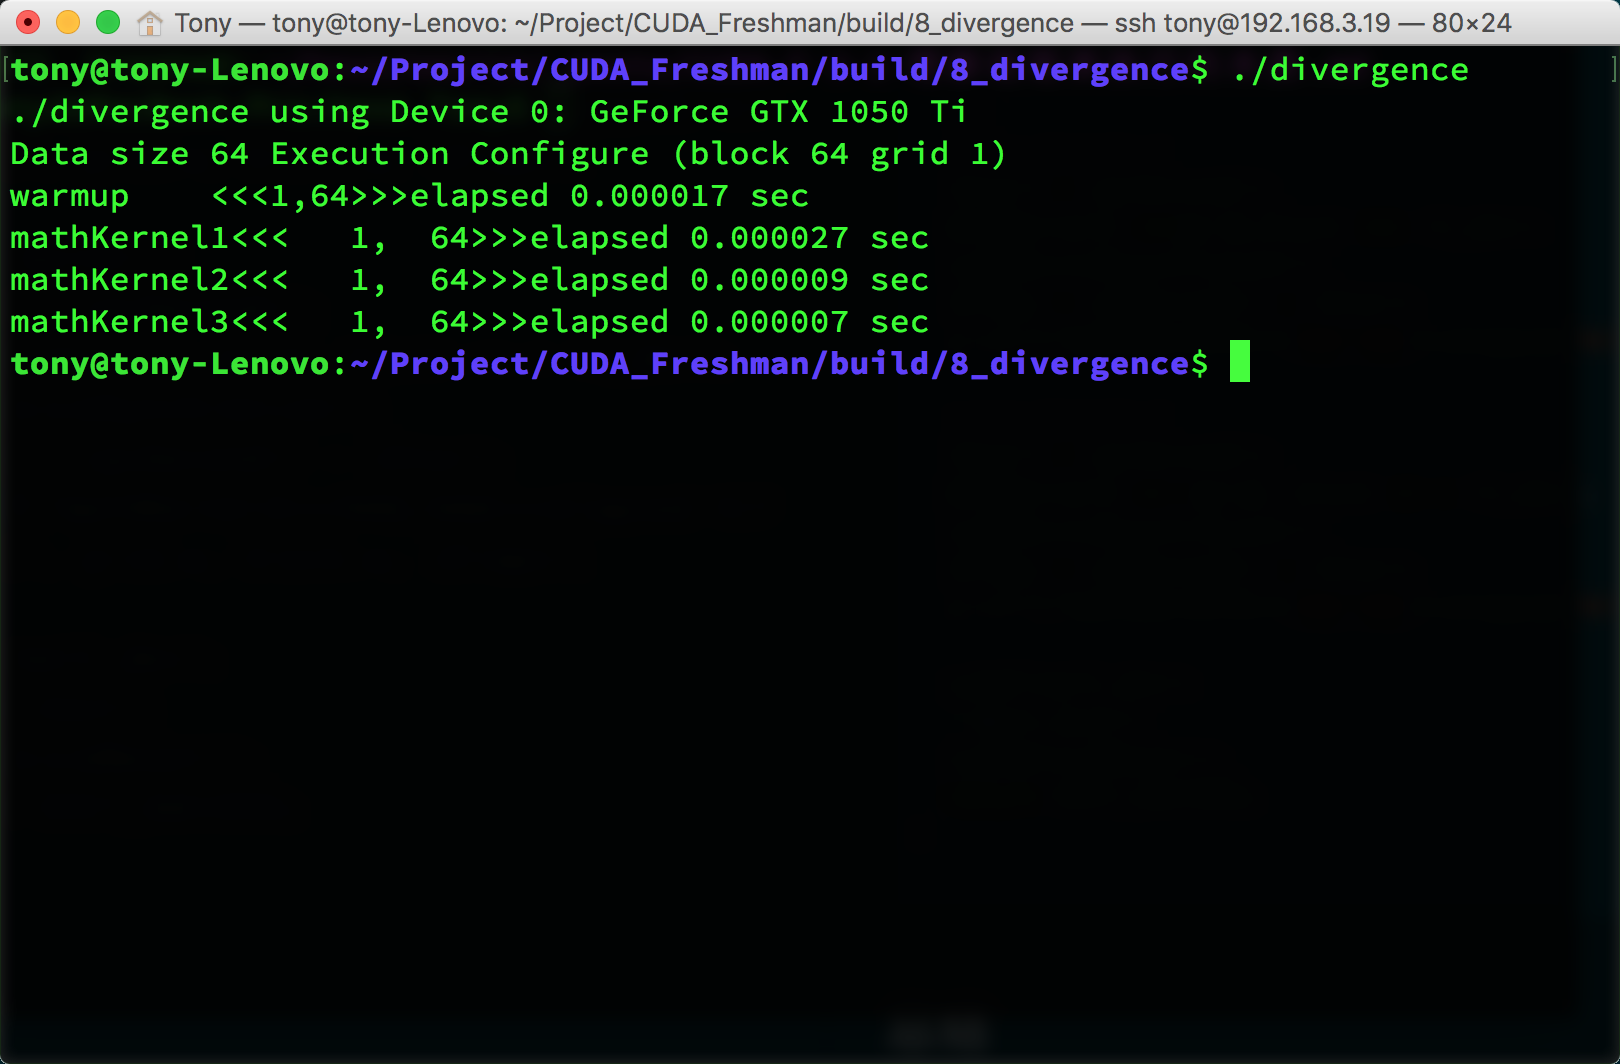 Tony — tony@tony-Lenovo: ~/Project/CUDA_Freshman/build/8_divergence — ssh tony@192.168.3.19 — 80×24
[tony@tony-Lenovo:~/Project/CUDA_Freshman/build/8_divergence$ ./divergence ]
./divergence using Device 0: GeForce GTX 1050 Ti
Data size 64 Execution Configure (block 64 grid 1)
warmup    <<<1,64>>>elapsed 0.000017 sec
mathKernel1<<<   1,  64>>>elapsed 0.000027 sec
mathKernel2<<<   1,  64>>>elapsed 0.000009 sec
mathKernel3<<<   1,  64>>>elapsed 0.000007 sec
tony@tony-Lenovo:~/Project/CUDA_Freshman/build/8_divergence$